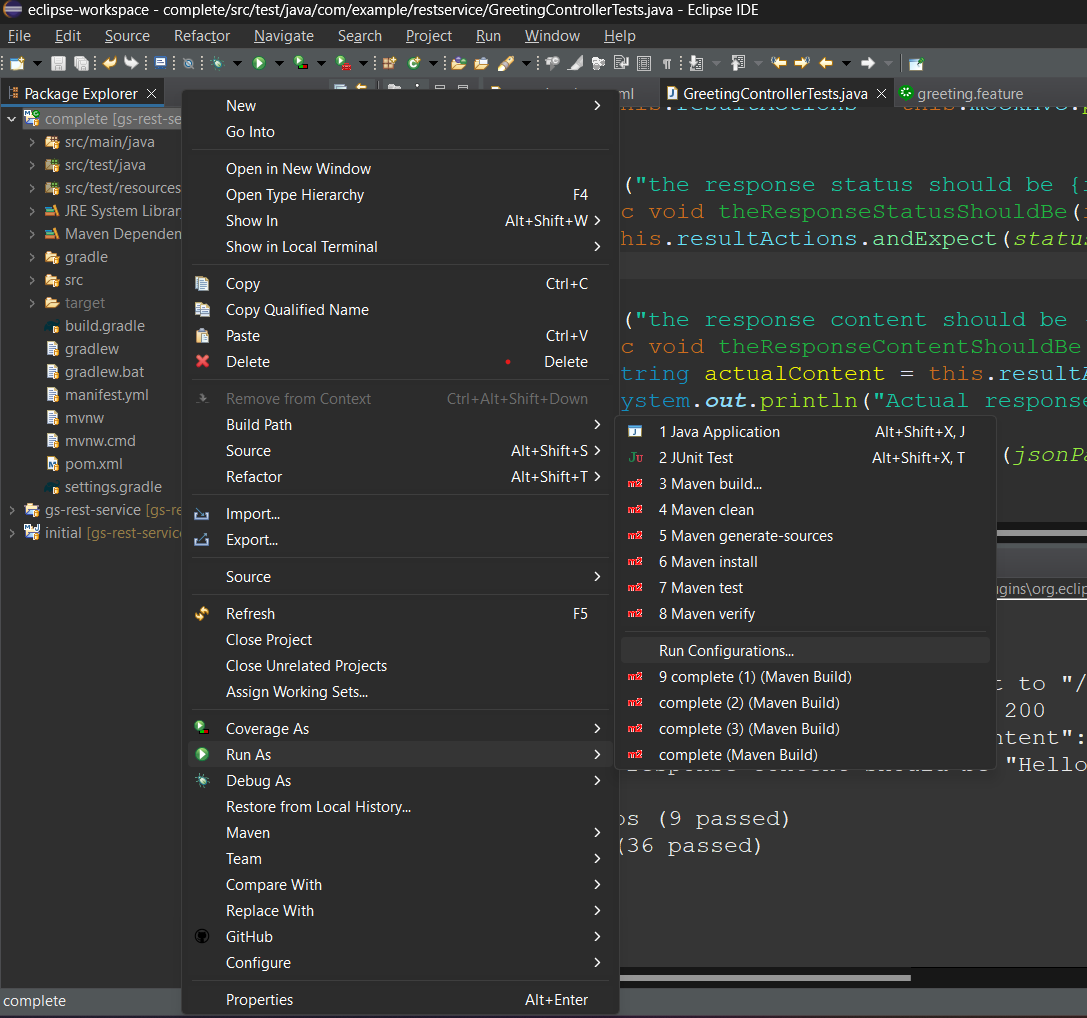 eclipse-workspace - complete/src/test/java/com/example/restservice/GreetingControllerTests.java - Eclipse IDE
File Edit Source Refactor Navigate Search Project Run Window Help
Package Explorer
GreetingControllerTests.java
greeting.feature
complete [gs-rest-se
src/main/java
src/test/java
src/test/resources
JRE System Librar
Maven Dependen
gradle
src
target
build.gradle
gradlew
gradlew.bat
manifest.yml
mvnw
mvnw.cmd
pom.xml
settings.gradle
gs-rest-service [gs-re
initial [gs-rest-servic
New
Go Into
Open in New Window
Open Type Hierarchy F4
Show In Alt+Shift+W
Show in Local Terminal
Copy Ctrl+C
Copy Qualified Name
Paste Ctrl+V
Delete Delete
Remove from Context Ctrl+Alt+Shift+Down
Build Path
Source Alt+Shift+S
Refactor Alt+Shift+T
Import...
Export...
Source
Refresh F5
Close Project
Close Unrelated Projects
Assign Working Sets...
Coverage As
Run As
Debug As
Restore from Local History...
Maven
Team
Compare With
Replace With
GitHub
Configure
Properties Alt+Enter
("the response status should be {
c void theResponseStatusShouldBe(
his.resultActions.andExpect(status
("the response content should be
c void theResponseContentShouldBe
tring actualContent = this.resultA
ystem.out.println("Actual response
(jsonPa
1 Java Application Alt+Shift+X, J
2 JUnit Test Alt+Shift+X, T
3 Maven build...
4 Maven clean
5 Maven generate-sources
6 Maven install
7 Maven test
8 Maven verify
Run Configurations...
9 complete (1) (Maven Build)
complete (2) (Maven Build)
complete (3) (Maven Build)
complete (Maven Build)
gins\org.eclip
t to "/
200
ntent":
"Hello
os (9 passed)
(36 passed)
complete